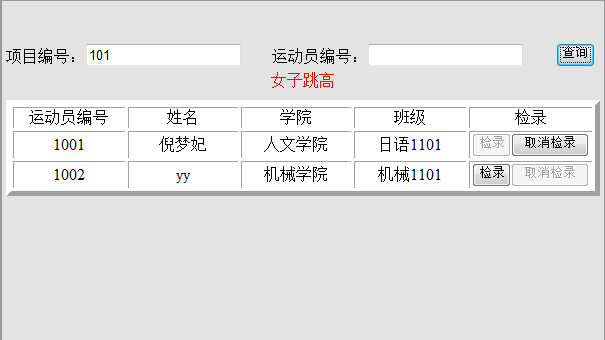 项目编号： 101 运动员编号： 查询
女子跳高
运动员编号 姓名 学院 班级 检录
1001 倪梦妃 人文学院 日语1101 检录 取消检录
1002 yy 机械学院 机械1101 检录 取消检录